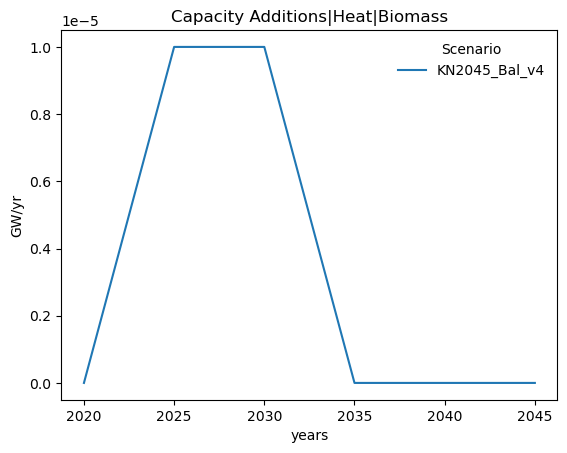 Capacity Additions|Heat|Biomass
1e−5
1.0
0.8
0.6
0.4
0.2
0.0
GW/yr
Scenario
KN2045_Bal_v4
2020 2025 2030 2035 2040 2045
years